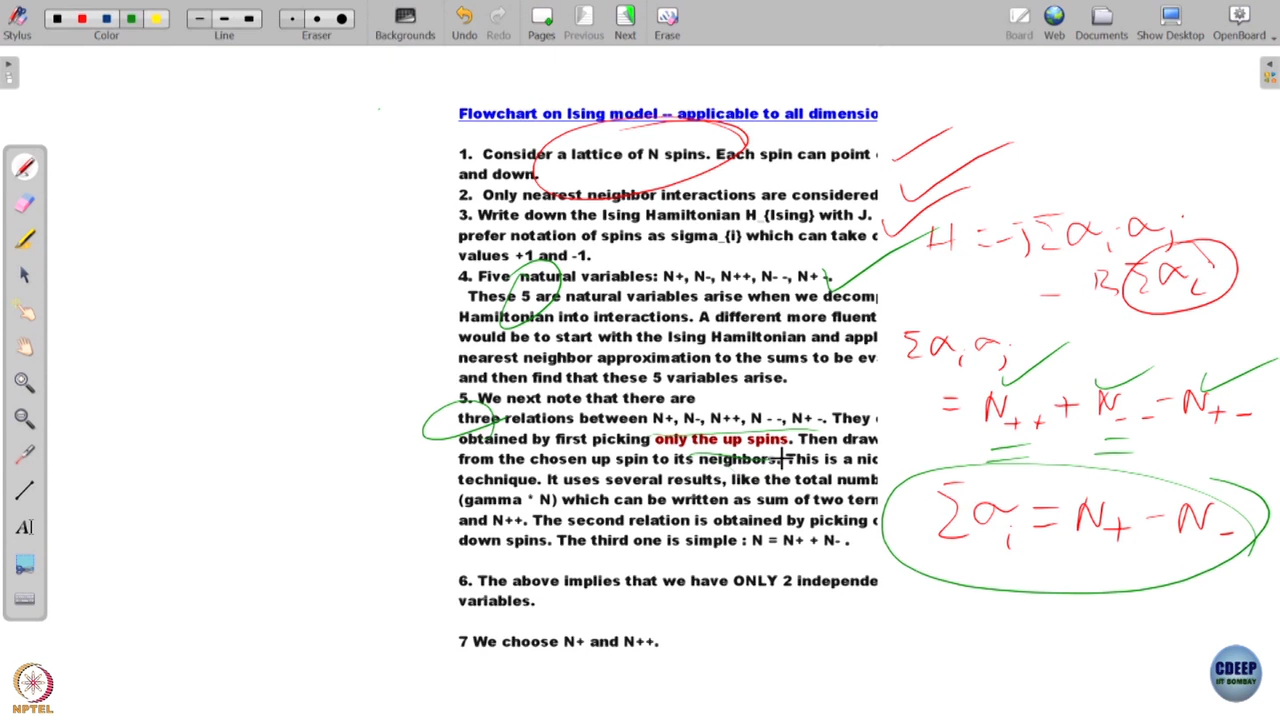 Stylus
Color
Line
Eraser
Backgrounds
Undo
Redo
Pages
Previous
Next
Erase
Board
Web
Documents
Show Desktop
OpenBoard
Flowchart on Ising model -- applicable to all dimensio
1. Consider a lattice of N spins. Each spin can point
and down.
2. Only nearest neighbor interactions are considered
3. Write down the Ising Hamiltonian H_{Ising} with J.
prefer notation of spins as sigma_{i} which can take
values +1 and -1.
4. Five natural variables: N+, N-, N++, N- -, N+ -.
These 5 are natural variables arise when we decom
Hamiltonian into interactions. A different more fluent
would be to start with the Ising Hamiltonian and appl
nearest neighbor approximation to the sums to be ev
and then find that these 5 variables arise.
5. We next note that there are
three relations between N+, N-, N++, N - -, N+ -. They
obtained by first picking only the up spins. Then draw
from the chosen up spin to its neighbors. This is a nic
technique. It uses several results, like the total numb
(gamma * N) which can be written as sum of two ter
and N++. The second relation is obtained by picking
down spins. The third one is simple : N = N+ + N- .
6. The above implies that we have ONLY 2 independe
variables.
7 We choose N+ and N++.
H = -J Σ σ_i σ_j
- B Σ σ_i
Σ σ_i σ_j
= N_{++} + N_{--} - N_{+-}
Σ σ_i = N_+ - N_-
NPTEL
CDEEP
IIT BOMBAY